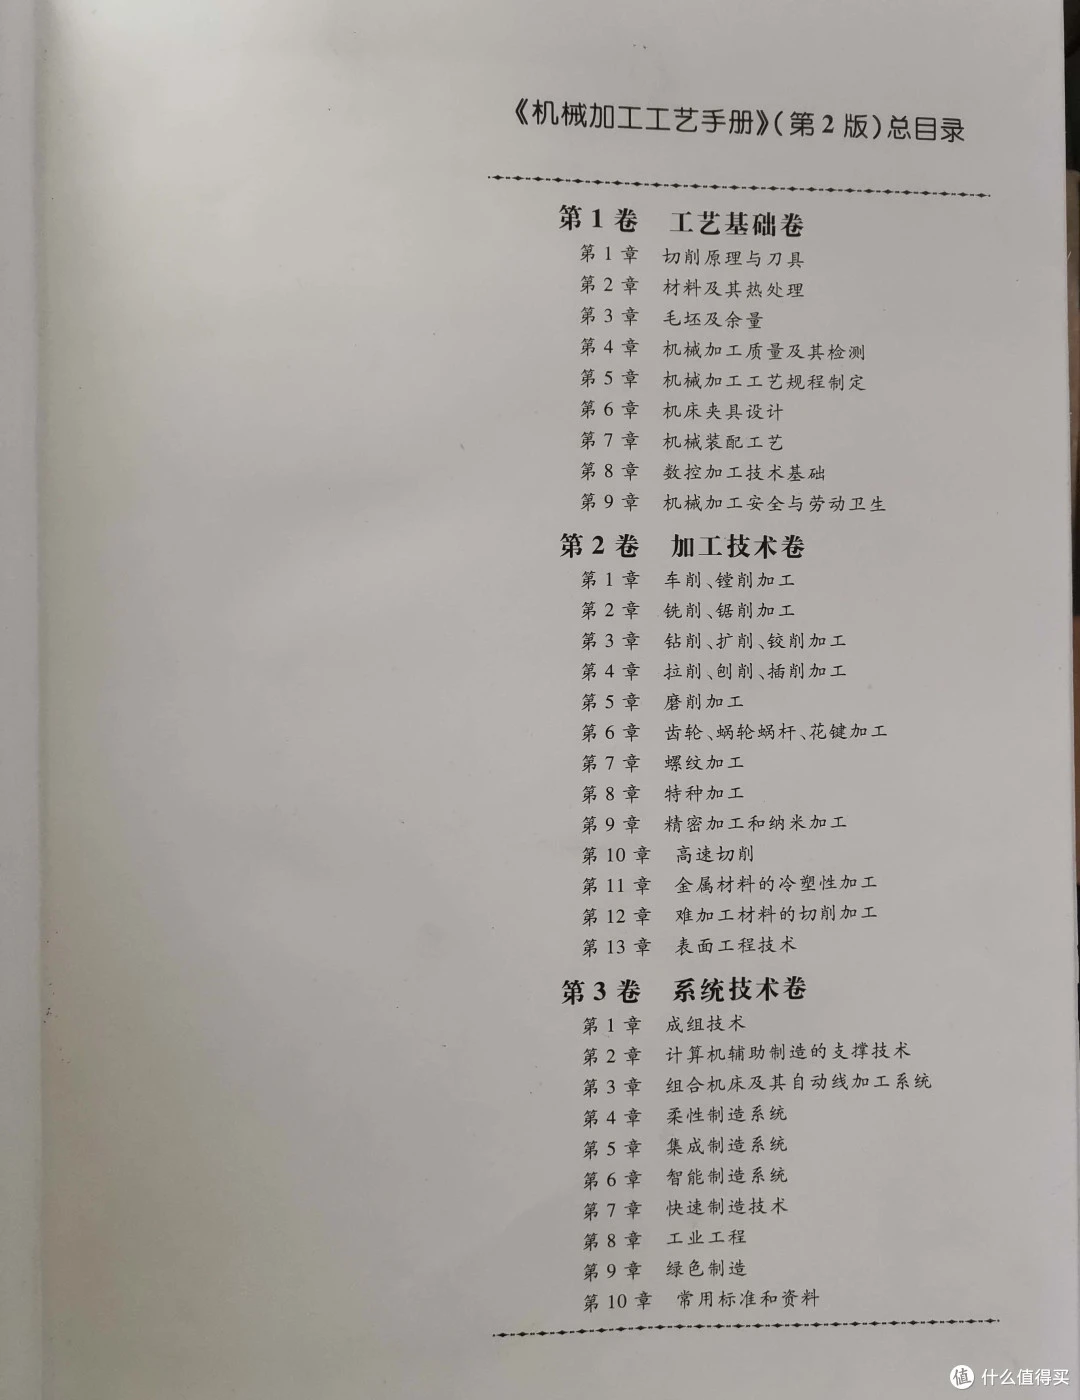 《机械加工工艺手册》(第2版)总目录
第1卷 工艺基础卷
第1章 切削原理与刀具
第2章 材料及其热处理
第3章 毛坯及余量
第4章 机械加工质量及其检测
第5章 机械加工工艺规程制定
第6章 机床夹具设计
第7章 机械装配工艺
第8章 数控加工技术基础
第9章 机械加工安全与劳动卫生
第2卷 加工技术卷
第1章 车削、镗削加工
第2章 铣削、锯削加工
第3章 钻削、扩削、铰削加工
第4章 拉削、刨削、插削加工
第5章 磨削加工
第6章 齿轮、蜗轮蜗杆、花键加工
第7章 螺纹加工
第8章 特种加工
第9章 精密加工和纳米加工
第10章 高速切削
第11章 金属材料的冷塑性加工
第12章 难加工材料的切削加工
第13章 表面工程技术
第3卷 系统技术卷
第1章 成组技术
第2章 计算机辅助制造的支撑技术
第3章 组合机床及其自动线加工系统
第4章 柔性制造系统
第5章 集成制造系统
第6章 智能制造系统
第7章 快速制造技术
第8章 工业工程
第9章 绿色制造
第10章 常用标准和资料
值 什么值得买